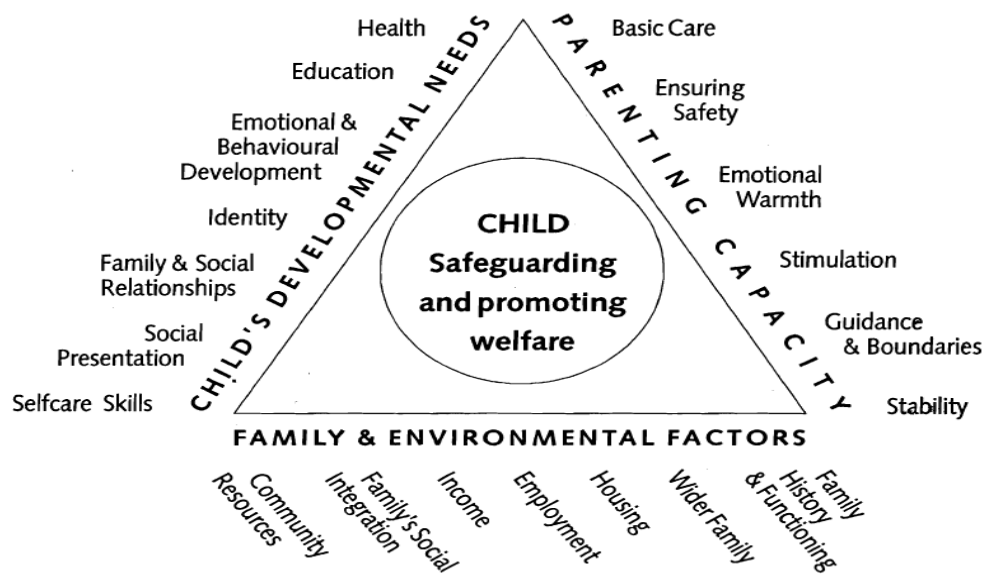 Health
Education
Emotional &
Behavioural
Development
Identity
Family & Social
Relationships
Social
Presentation
Selfcare Skills
CHILD'S DEVELOPMENTAL NEEDS
CHILD
Safeguarding
and promoting
welfare
PARENTING CAPACITY
Basic Care
Ensuring
Safety
Emotional
Warmth
Stimulation
Guidance
& Boundaries
Stability
FAMILY & ENVIRONMENTAL FACTORS
Community
Resources
Family's Social
Integration
Income
Employment
Housing
Wider Family
Family
History
& Functioning